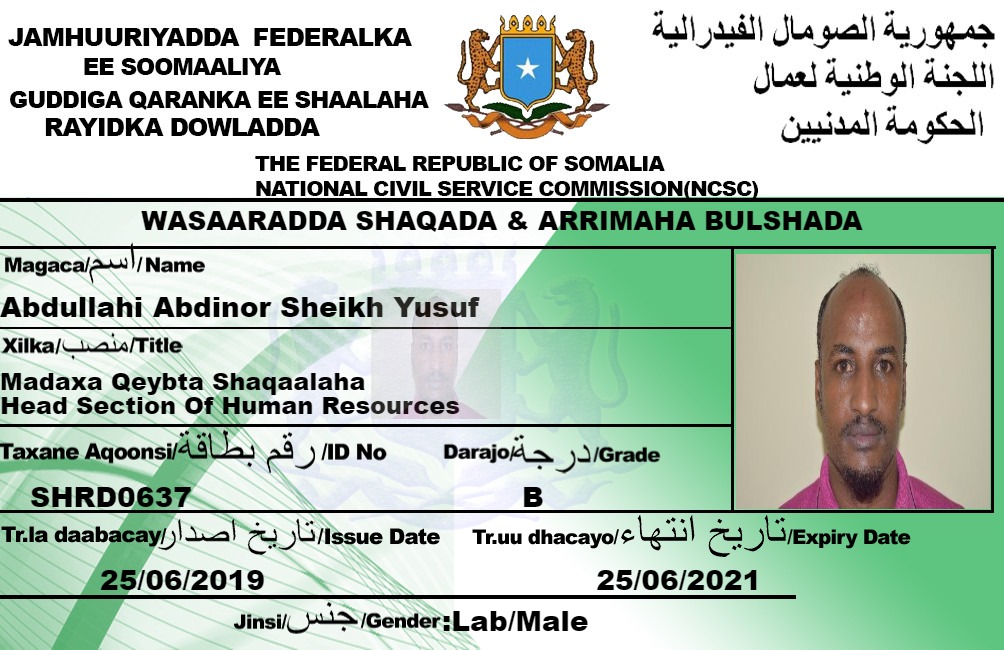 JAMHUURIYADDA FEDERALKA
EE SOOMAALIYA
GUDDIGA QARANKA EE SHAALAHA
RAYIDKA DOWLADDA
جمهورية الصومال الفيدرالية
اللجنة الوطنية لعمال
الحكومة المدنيين
THE FEDERAL REPUBLIC OF SOMALIA
NATIONAL CIVIL SERVICE COMMISSION(NCSC)
WASAARADDA SHAQADA & ARRIMAHA BULSHADA
Magaca/اسم/Name
Abdullahi Abdinor Sheikh Yusuf
Xilka/منصب/Title
Madaxa Qeybta Shaqaalaha
Head Section Of Human Resources
Taxane Aqoonsi/رقم بطاقة/ID No Darajo/درجة/Grade
SHRD0637 B
Tr.la daabacay/تاريخ اصدار/Issue Date Tr.uu dhacayo/تاريخ انتهاء/Expiry Date
25/06/2019 25/06/2021
Jinsi/جنس/Gender:Lab/Male